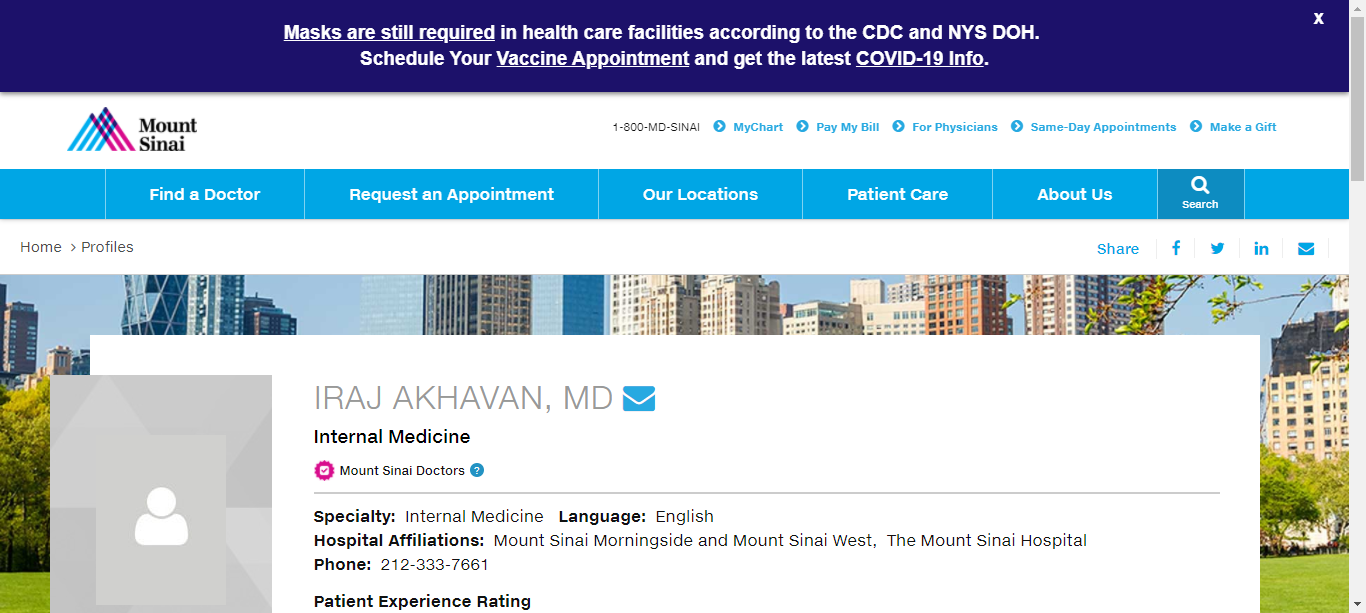 Masks are still required in health care facilities according to the CDC and NYS DOH.
x
Schedule Your Vaccine Appointment and get the latest COVID-19 Info.
Mount
Sinai
1-800-MD-SINAI MyChart Pay My Bill For Physicians Same-Day Appointments Make a Gift
Find a Doctor Request an Appointment Our Locations Patient Care About Us Search
Home > Profiles
Share f in
IRAJ AKHAVAN, MD
Internal Medicine
Mount Sinai Doctors ?
Specialty: Internal Medicine Language: English
Hospital Affiliations: Mount Sinai Morningside and Mount Sinai West, The Mount Sinai Hospital
Phone: 212-333-7661
Patient Experience Rating